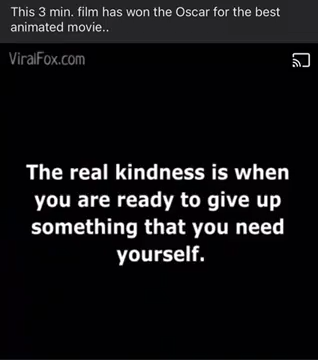 This 3 min. film has won the Oscar for the best
animated movie..
ViralFox.com
The real kindness is when
you are ready to give up
something that you need
yourself.